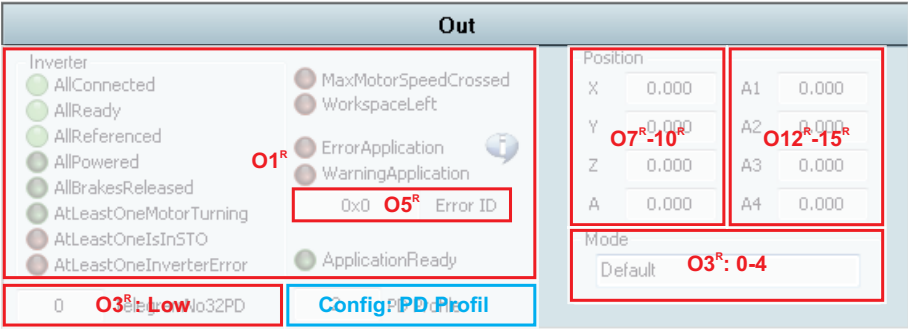 Out
Inverter
AllConnected
AllReady
AllReferenced
AllPowered
AllBrakesReleased
AtLeastOneMotorTurning
AtLeastOneIsInSTO
AtLeastOneInverterError
O1R
MaxMotorSpeedCrossed
WorkspaceLeft
ErrorApplication
WarningApplication
0x0 O5R Error ID
ApplicationReady
0 O3R: Low No32PD
Config: PD Profil
Position
X 0.000 A1 0.000
Y 0.000 A2 0.000
O7R-10R O12R-15R
Z 0.000 A3 0.000
A 0.000 A4 0.000
Mode
Default O3R: 0-4